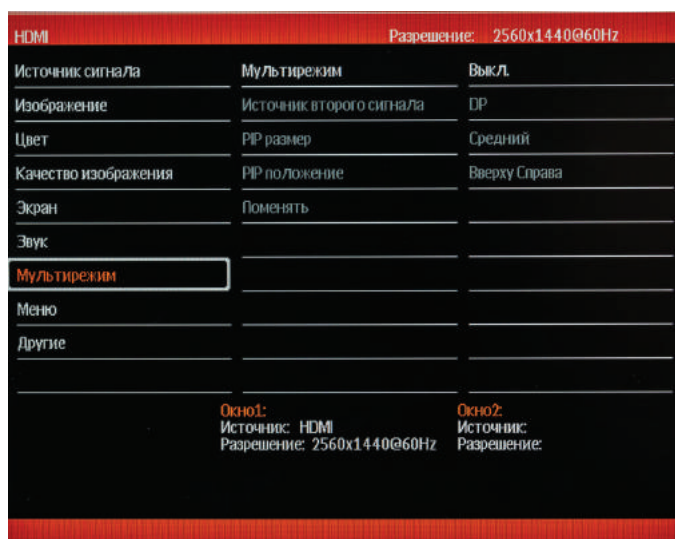 HDMI Разрешение: 2560x1440@60Hz
Источник сигнала Мультирежим Выкл.
Изображение Источник второго сигнала DP
Цвет PIP размер Средний
Качество изображения PIP положение Вверху Справа
Экран Поменять
Звук
Мультирежим
Меню
Другие
Окно1: Окно2:
Источник: HDMI Источник:
Разрешение: 2560x1440@60Hz Разрешение: